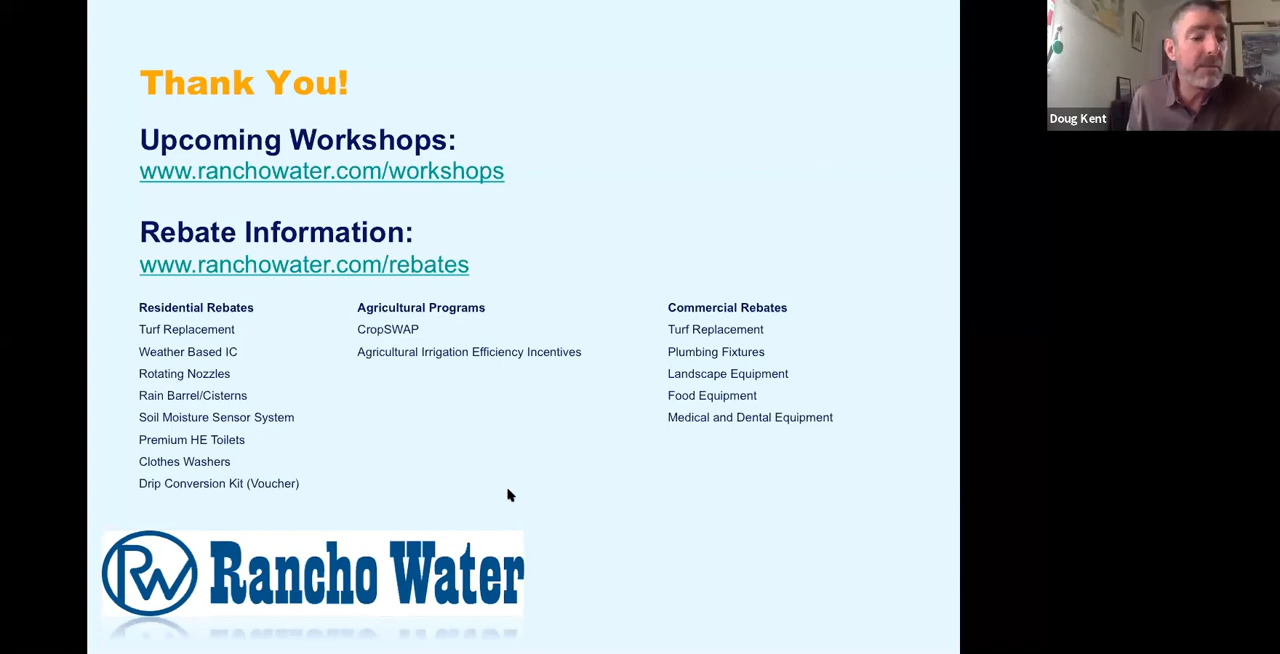 Thank You!
Upcoming Workshops:
www.ranchowater.com/workshops
Rebate Information:
www.ranchowater.com/rebates
Residential Rebates
Turf Replacement
Weather Based IC
Rotating Nozzles
Rain Barrel/Cisterns
Soil Moisture Sensor System
Premium HE Toilets
Clothes Washers
Drip Conversion Kit (Voucher)
Agricultural Programs
CropSWAP
Agricultural Irrigation Efficiency Incentives
Commercial Rebates
Turf Replacement
Plumbing Fixtures
Landscape Equipment
Food Equipment
Medical and Dental Equipment
RW Rancho Water
Doug Kent